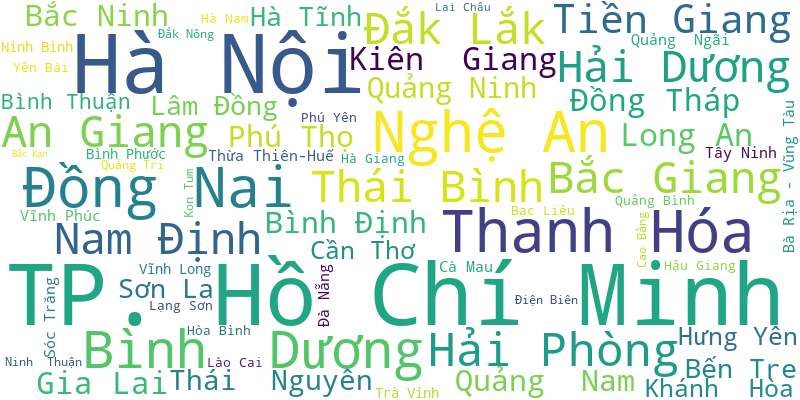 Bắc Ninh
Hà Nam
Hà Tĩnh
Đắk Lắk
Lai Châu
Tiền Giang
Ninh Bình
Đắk Nông
Hà Nội
Kiên Giang
Quảng Ngãi
Yên Bái
Hải Dương
Bình Thuận
Lâm Đồng
Quảng Ninh
Đồng Tháp
An Giang
Phú Thọ
Phú Yên
Nghệ An
Long An
Bà Rịa - Vũng Tàu
Bắc Kạn
Bình Phước
Quảng Trị
Thừa Thiên-Huế
Hà Giang
Tây Ninh
Đồng Nai
Kon Tum
Thái Bình
Bắc Giang
Vĩnh Phúc
Bình Định
Bạc Liêu
Quảng Bình
Nam Định
Cần Thơ
Thanh Hóa
Cao Bằng
TP. Hồ Chí Minh
Vĩnh Long
Cà Mau
Hậu Giang
Sóc Trăng
Sơn La
Lạng Sơn
Đà Nẵng
Điện Biên
Bình Dương
Hòa Bình
Hải Phòng
Hưng Yên
Ninh Thuận
Lào Cai
Bến Tre
Gia Lai
Thái Nguyên
Trà Vinh
Quảng Nam
Khánh Hòa